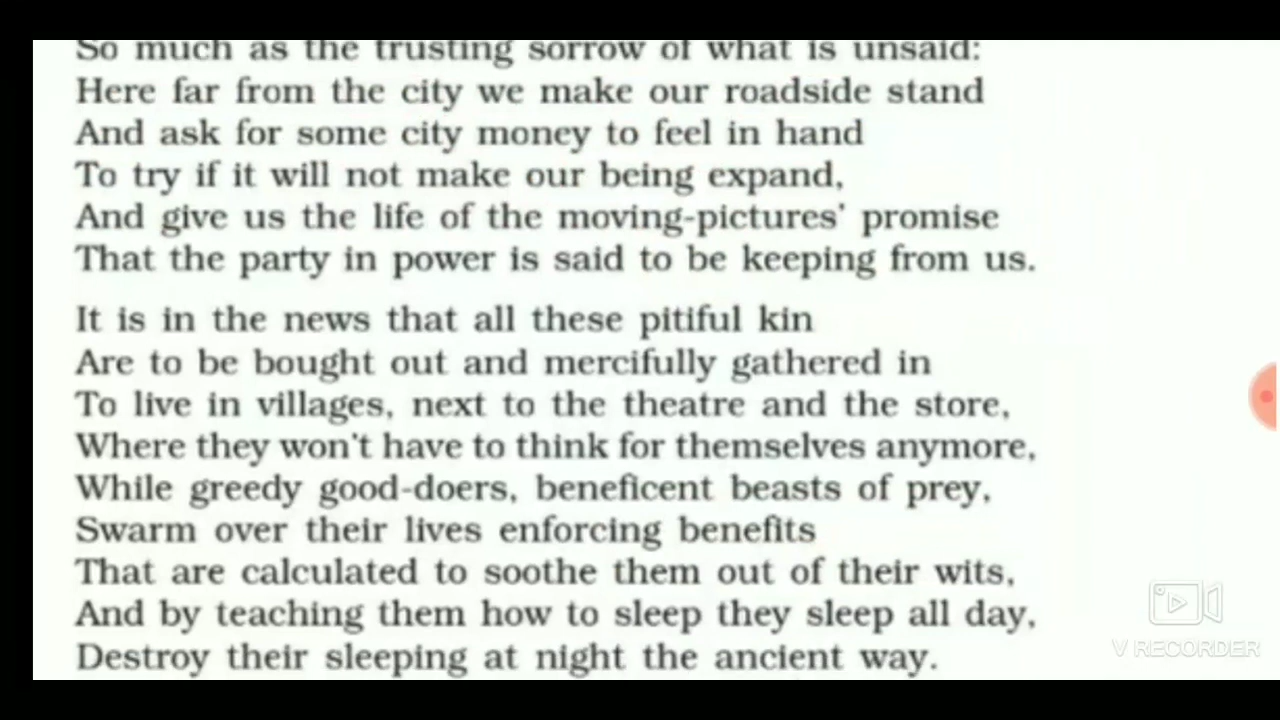 So much as the trusting sorrow of what is unsaid:
Here far from the city we make our roadside stand
And ask for some city money to feel in hand
To try if it will not make our being expand,
And give us the life of the moving-pictures' promise
That the party in power is said to be keeping from us.
It is in the news that all these pitiful kin
Are to be bought out and mercifully gathered in
To live in villages, next to the theatre and the store,
Where they won't have to think for themselves anymore,
While greedy good-doers, beneficent beasts of prey,
Swarm over their lives enforcing benefits
That are calculated to soothe them out of their wits,
And by teaching them how to sleep they sleep all day,
Destroy their sleeping at night the ancient way.
V RECORDER